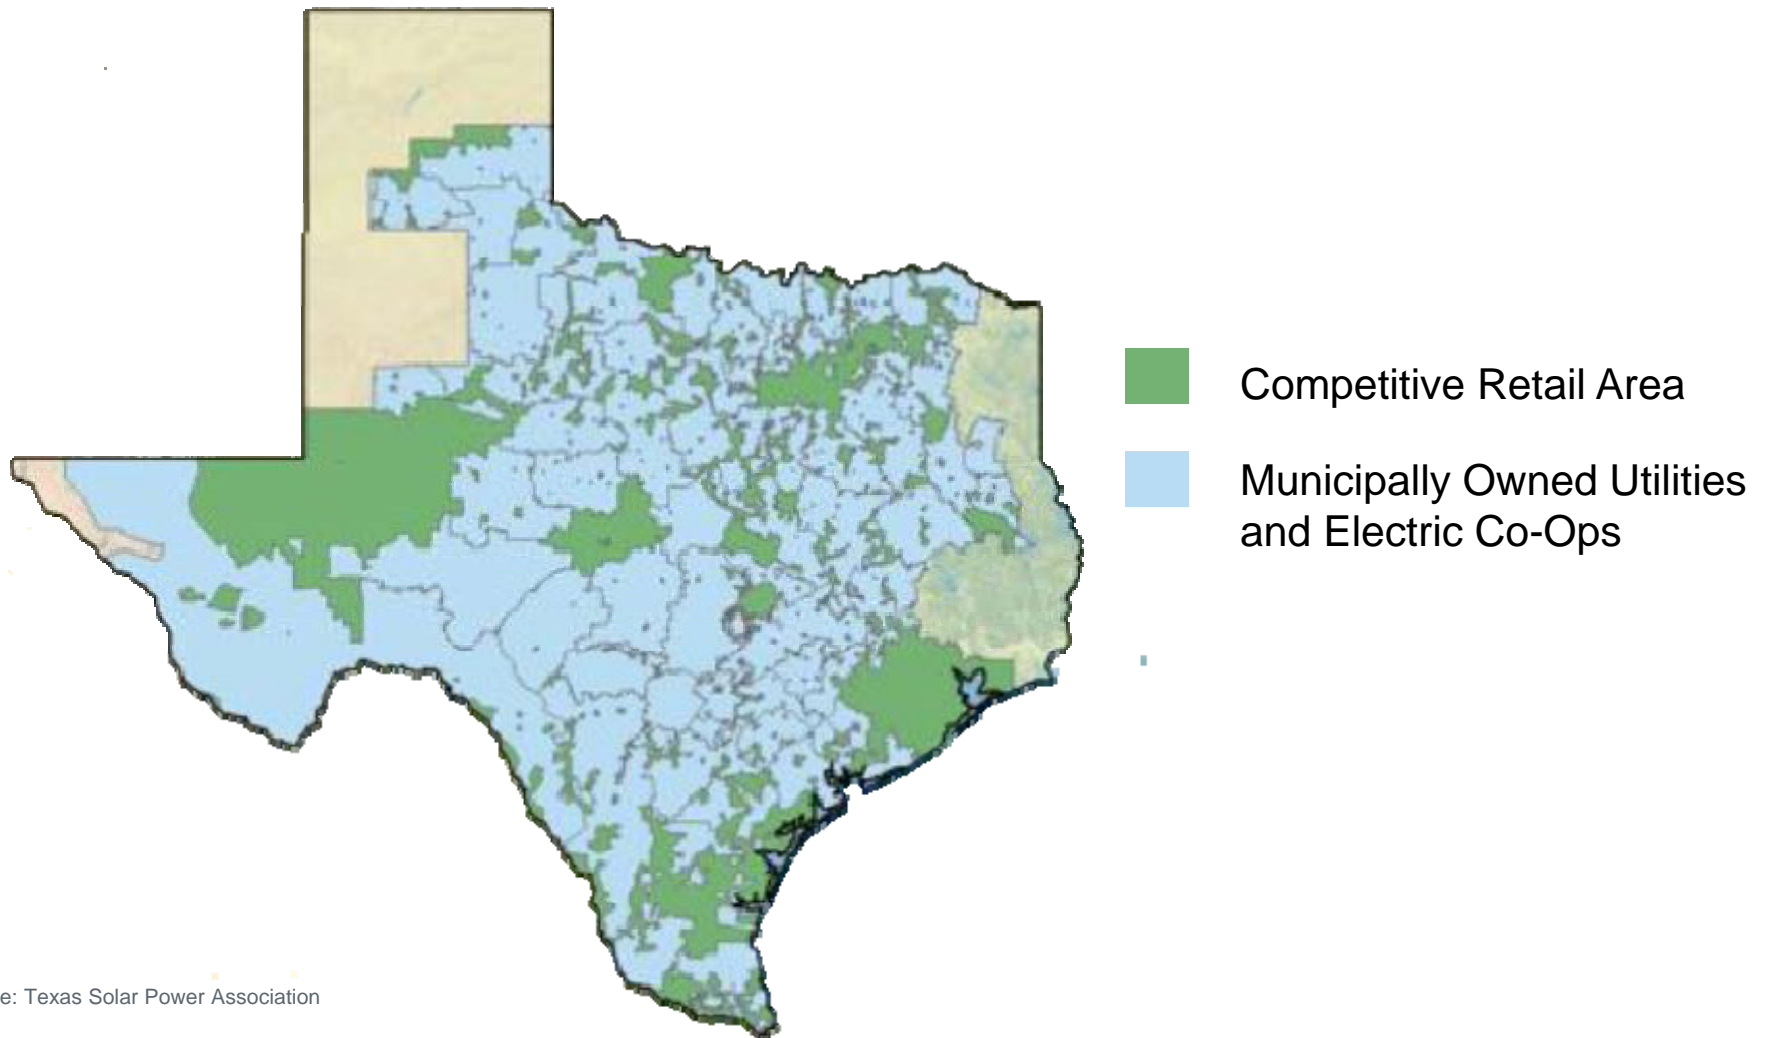 Competitive Retail Area
Municipally Owned Utilities
and Electric Co-Ops
e: Texas Solar Power Association